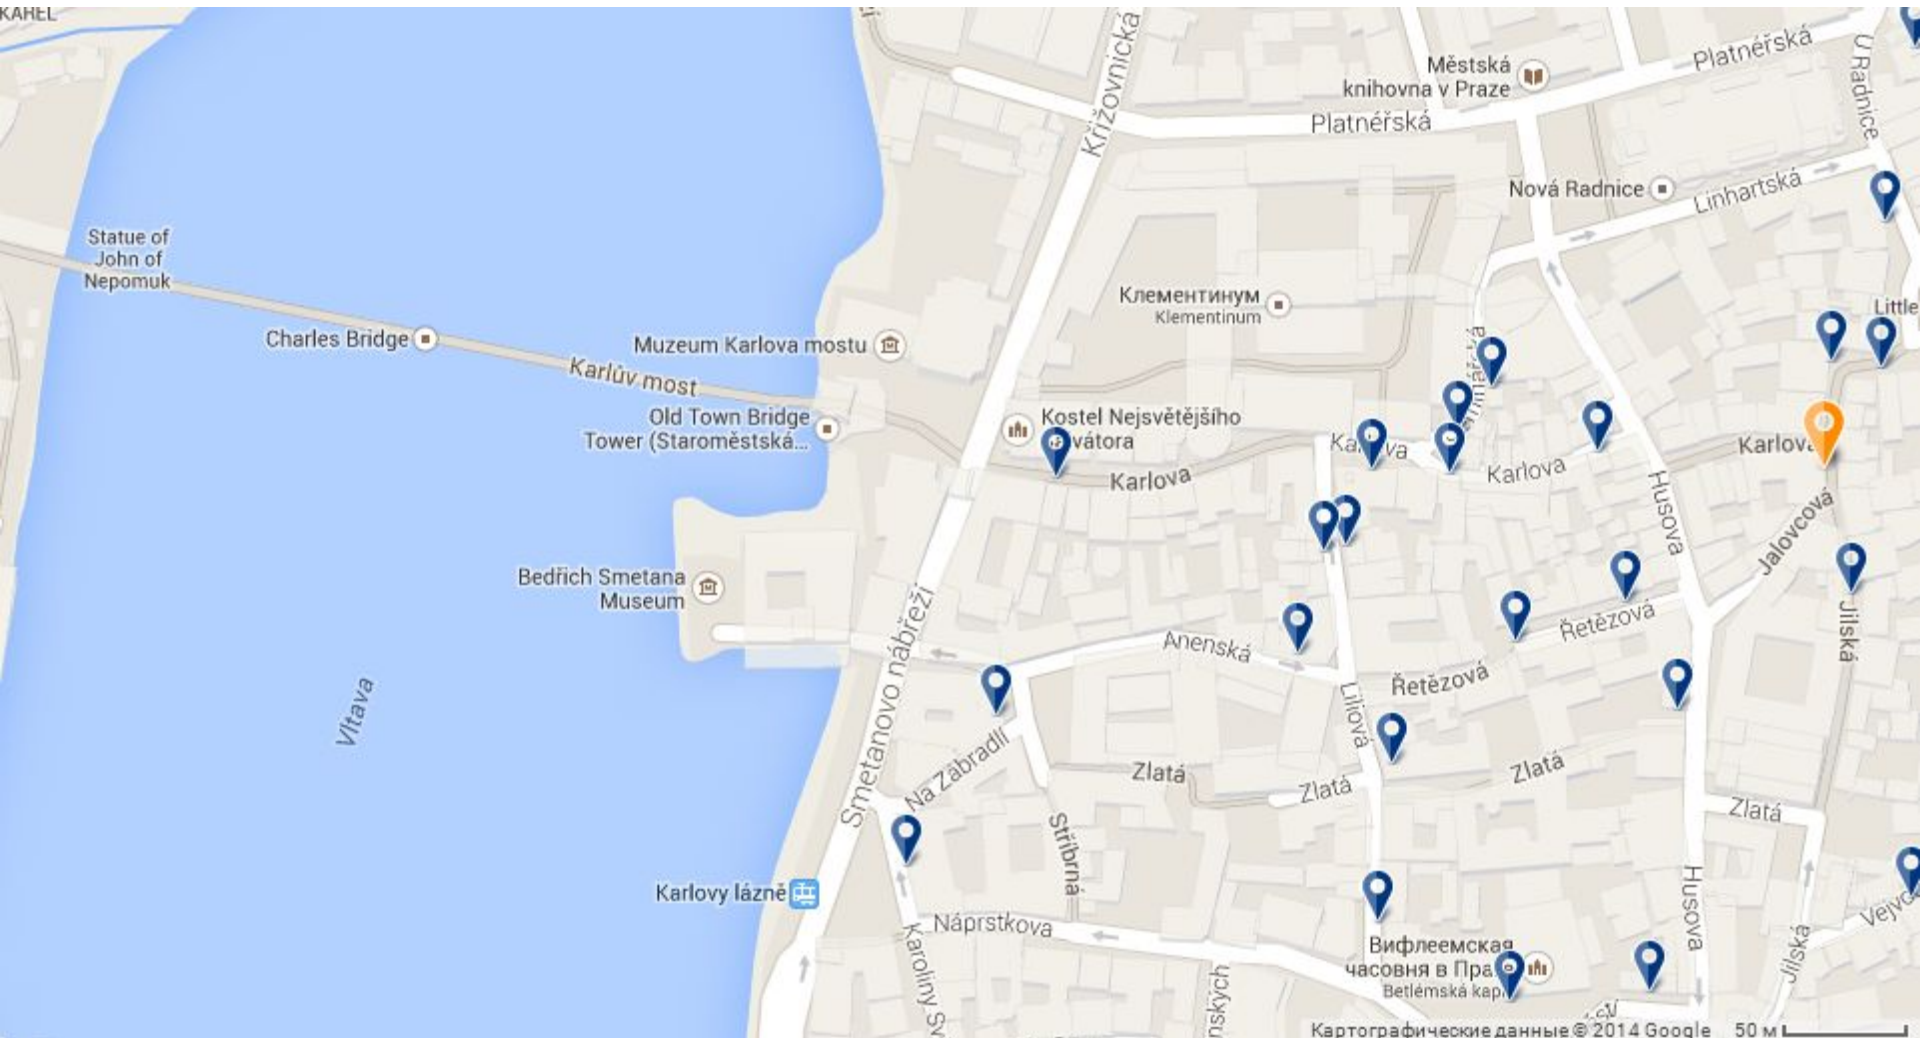 KAREL
Křižovnická
Městská
knihovna v Praze
Platnéřská
Platnéřská
U Radnice
Nová Radnice
Linhartská
Statue of
John of
Nepomuk
Charles Bridge
Karlův most
Muzeum Karlova mostu
Клементинум
Klementinum
Little
Old Town Bridge
Tower (Staroměstská...
Kostel Nejsvětějšího
Karlova
Karlova
Karlova
Husova
Jalovcová
Bedřich Smetana
Museum
Smetanovo nábřeží
Anenská
Řetězová
Řetězová
Jilská
Liliová
Vltava
Na Zábradlí
Zlatá
Zlatá
Zlatá
Zlatá
Stříbrná
Karlovy lázně
Náprstkova
Karoliny Sv
Husova
Jilská
Вифлеемская
часовня в
Betlémská
Картографические данные © 2014 Google 50 м